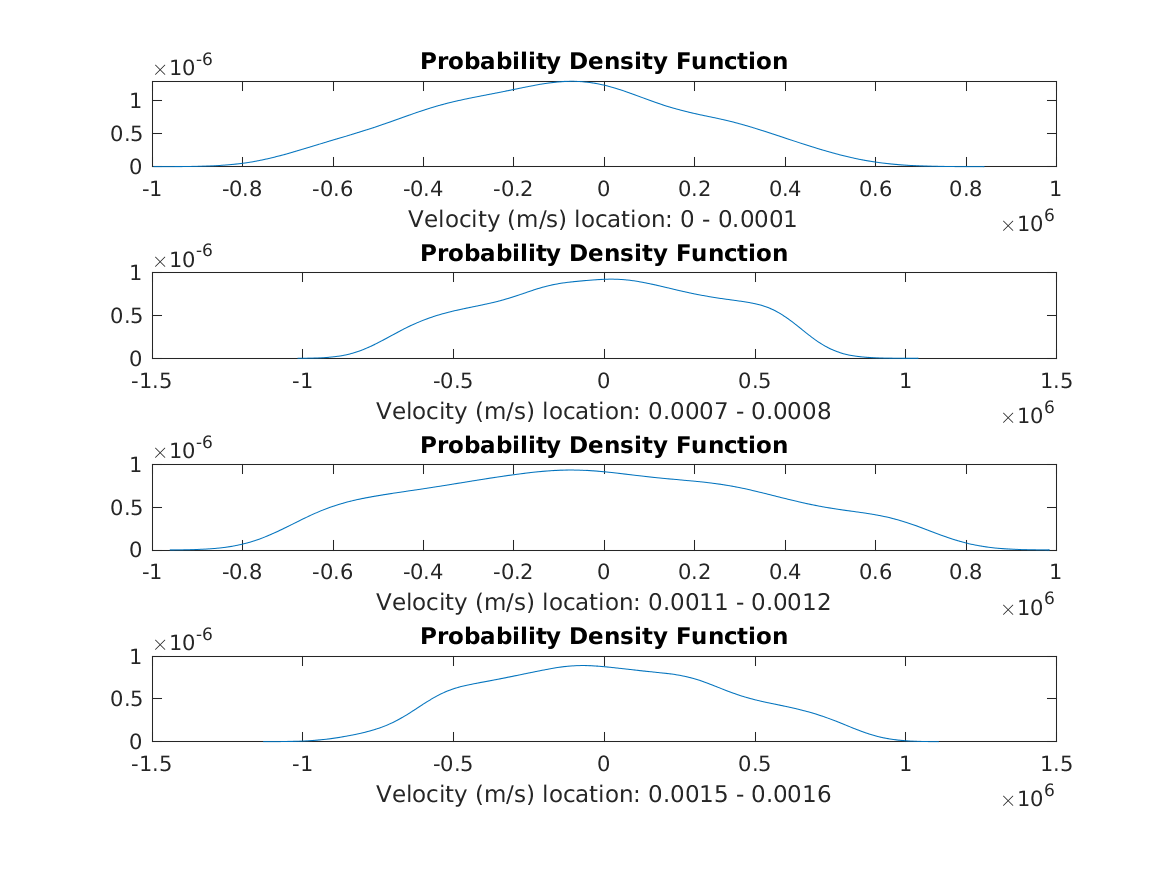 Probability Density Function
×10^-6
1
0.5
0
-1 -0.8 -0.6 -0.4 -0.2 0 0.2 0.4 0.6 0.8 1
Velocity (m/s) location: 0 - 0.0001
×10^6
Probability Density Function
×10^-6
1
0.5
0
-1.5 -1 -0.5 0 0.5 1 1.5
Velocity (m/s) location: 0.0007 - 0.0008
×10^6
Probability Density Function
×10^-6
1
0.5
0
-1 -0.8 -0.6 -0.4 -0.2 0 0.2 0.4 0.6 0.8 1
Velocity (m/s) location: 0.0011 - 0.0012
×10^6
Probability Density Function
×10^-6
1
0.5
0
-1.5 -1 -0.5 0 0.5 1 1.5
Velocity (m/s) location: 0.0015 - 0.0016
×10^6